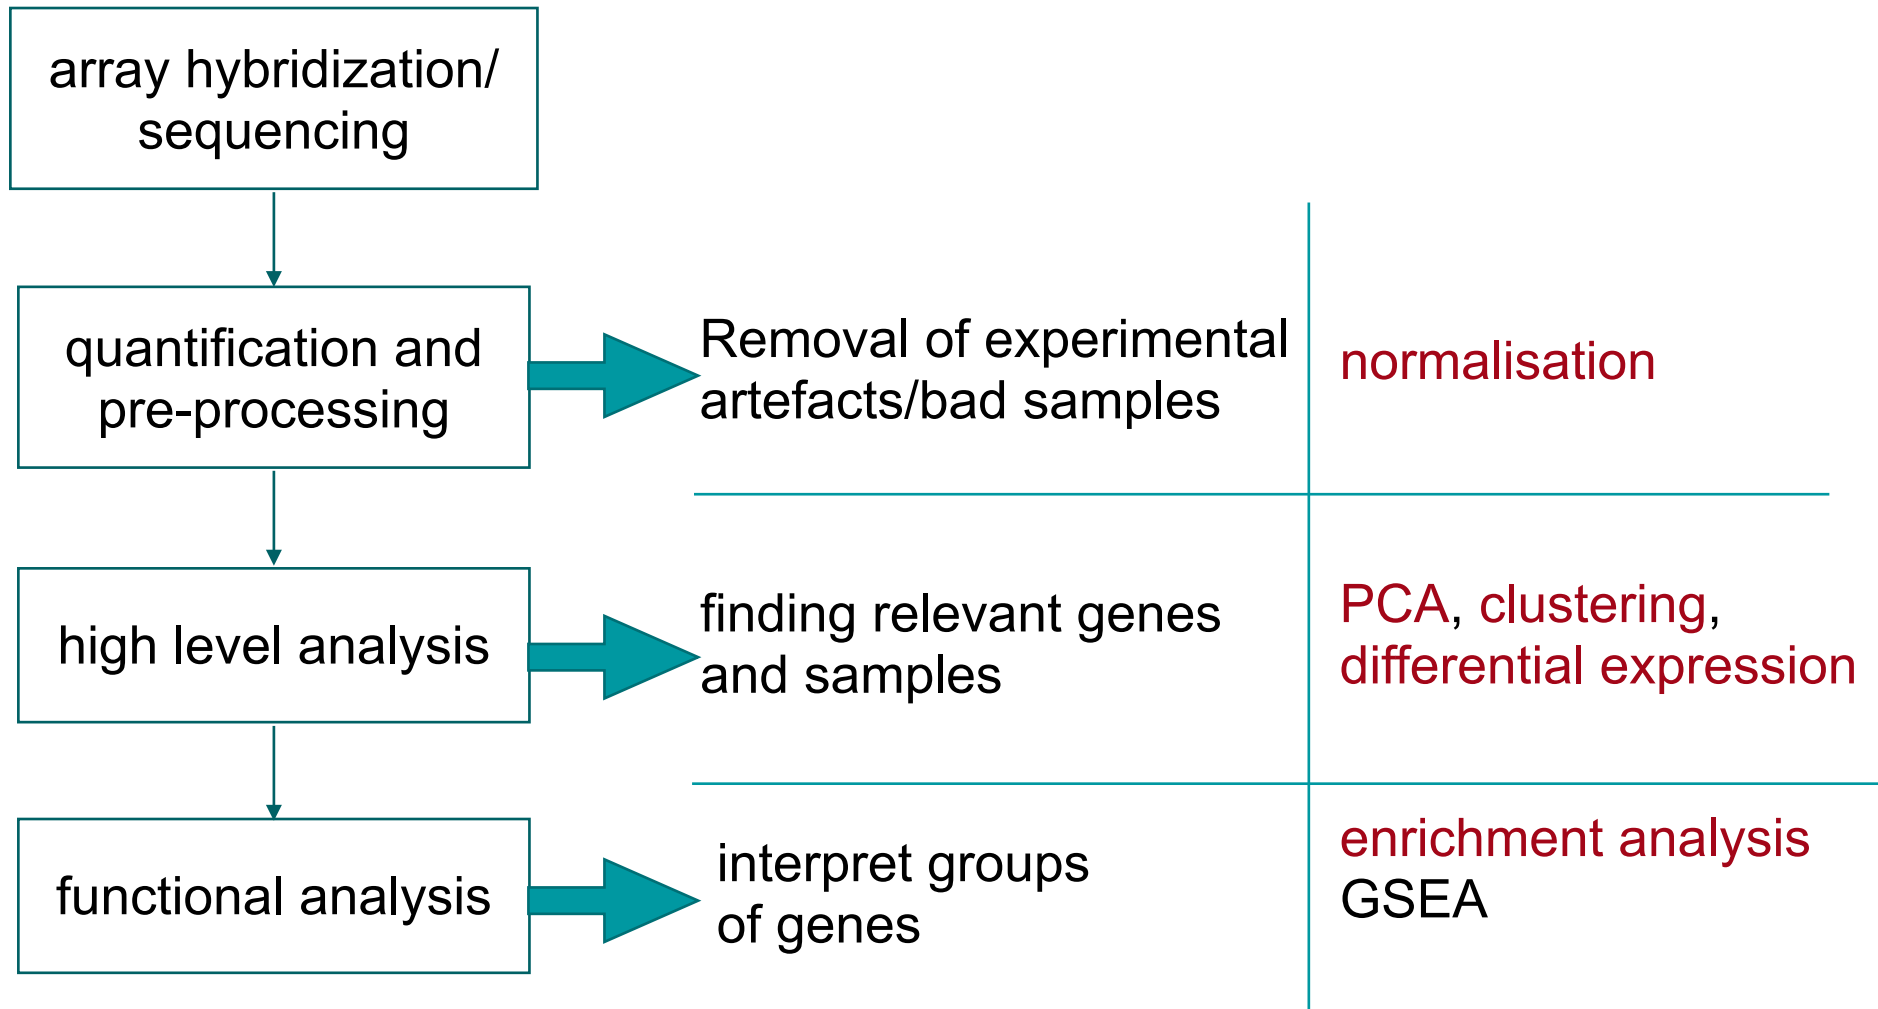 array hybridization/
sequencing
quantification and
pre-processing
Removal of experimental
artefacts/bad samples
normalisation
high level analysis
finding relevant genes
and samples
PCA, clustering,
differential expression
functional analysis
interpret groups
of genes
enrichment analysis
GSEA